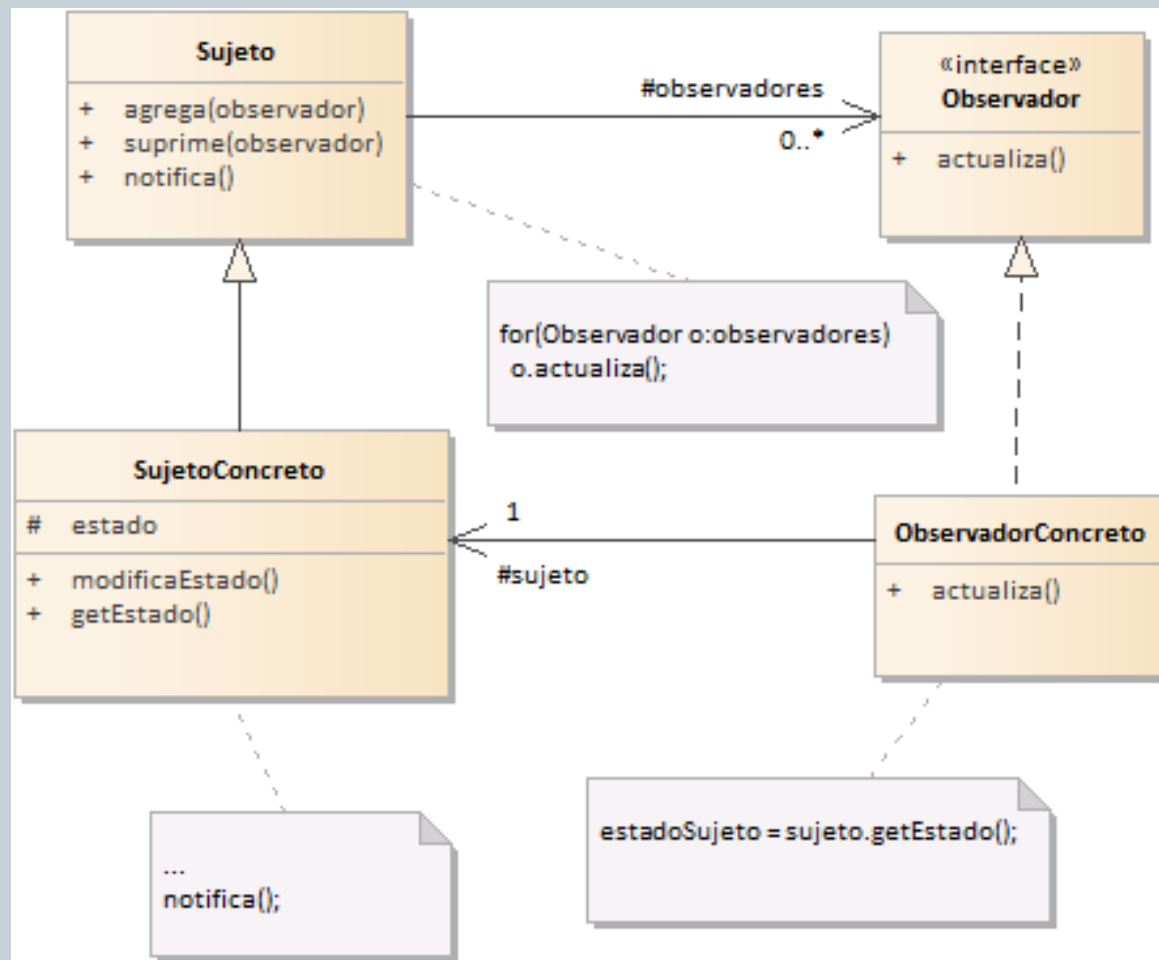 Sujeto
+ agrega(observador)
+ suprime(observador)
+ notifica()
#observadores
0..*
«interface»
Observador
+ actualiza()
for(Observador o:observadores)
o.actualiza();
SujetoConcreto
# estado
+ modificaEstado()
+ getEstado()
1
#sujeto
ObservadorConcreto
+ actualiza()
...
notifica();
estadoSujeto = sujeto.getEstado();